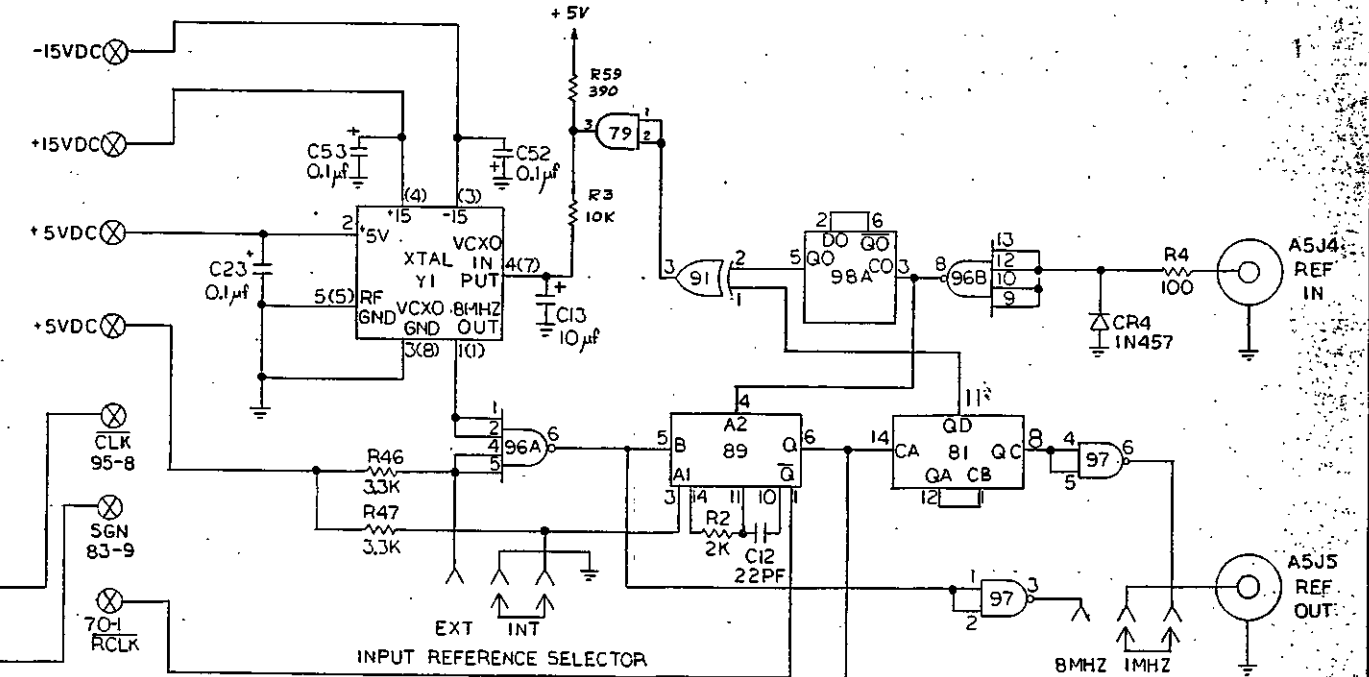 -15VDC
+15VDC
+5VDC
+5VDC
CLK
95-8
SGN
83-9
70-1
RCLK
+5V
R59
390
3
79
1
2
C53
0.1µf
+
(4)
(3)
C52
0.1µf
+
R3
10K
2
+15
-15
+5V
XTAL
Y1
VCXO
IN
PUT
4(7)
C23
0.1µf
+
5(5)
RF
GND
VCXO
GND
8MHZ
OUT
3(8)
1(1)
+
C13
10µf
3
91
2
1
2
6
DO
QO
5
QO
98A
CO
3
8
96B
13
12
10
9
R4
100
CR4
1N457
A5J4
REF
IN
1
2
4
5
96A
6
R46
3.3K
R47
3.3K
4
A2
5
B
89
Q
6
A1
Q
3
14
11
10
1
R2
2K
C12
22PF
11
QD
14
CA
81
QC
8
QA
CB
12
1
4
5
97
6
1
2
97
3
A5J5
REF
OUT
EXT
INT
INPUT REFERENCE SELECTOR
8MHZ
1MHZ